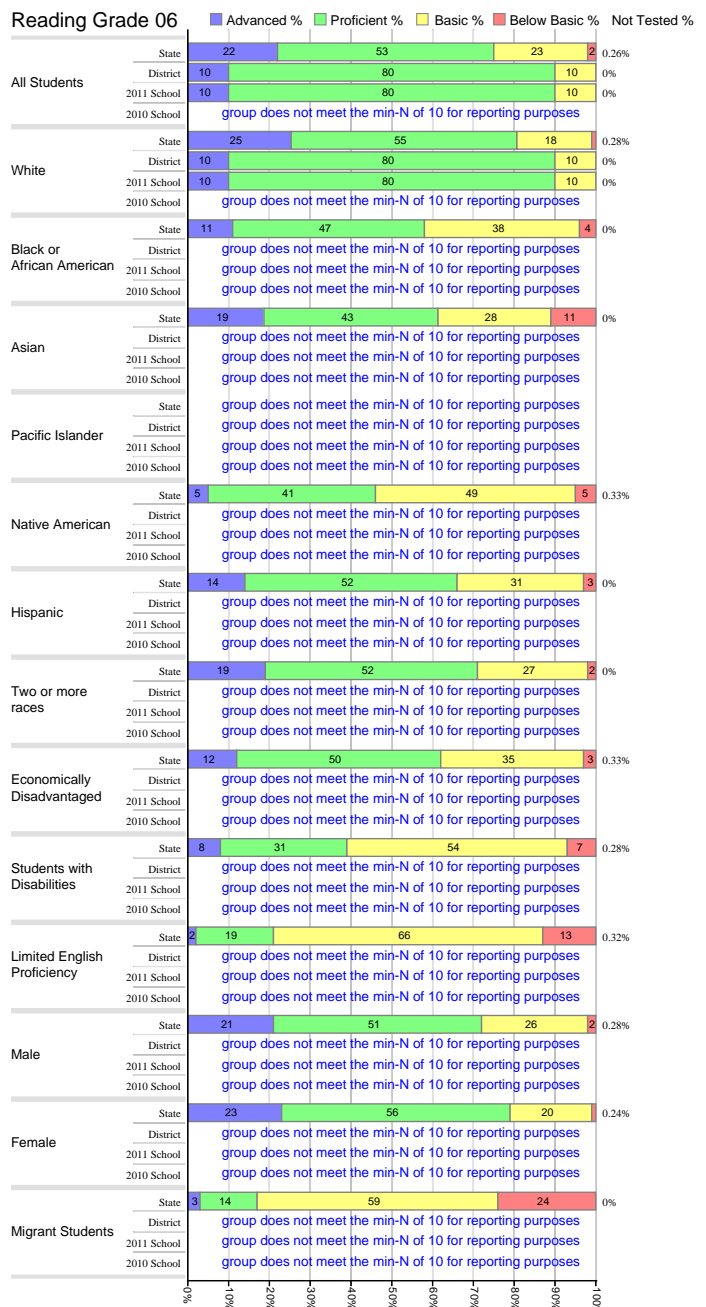 Reading Grade 06
Advanced % Proficient % Basic % Below Basic % Not Tested %
All Students
State 22 53 23 2 0.26%
District 10 80 10 0%
2011 School 10 80 10 0%
2010 School group does not meet the min-N of 10 for reporting purposes
White
State 25 55 18 0.28%
District 10 80 10 0%
2011 School 10 80 10 0%
2010 School group does not meet the min-N of 10 for reporting purposes
Black or
African American
State 11 47 38 4 0%
District group does not meet the min-N of 10 for reporting purposes
2011 School group does not meet the min-N of 10 for reporting purposes
2010 School group does not meet the min-N of 10 for reporting purposes
Asian
State 19 43 28 11 0%
District group does not meet the min-N of 10 for reporting purposes
2011 School group does not meet the min-N of 10 for reporting purposes
2010 School group does not meet the min-N of 10 for reporting purposes
Pacific Islander
State group does not meet the min-N of 10 for reporting purposes
District group does not meet the min-N of 10 for reporting purposes
2011 School group does not meet the min-N of 10 for reporting purposes
2010 School group does not meet the min-N of 10 for reporting purposes
Native American
State 5 41 49 5 0.33%
District group does not meet the min-N of 10 for reporting purposes
2011 School group does not meet the min-N of 10 for reporting purposes
2010 School group does not meet the min-N of 10 for reporting purposes
Hispanic
State 14 52 31 3 0%
District group does not meet the min-N of 10 for reporting purposes
2011 School group does not meet the min-N of 10 for reporting purposes
2010 School group does not meet the min-N of 10 for reporting purposes
Two or more
races
State 19 52 27 2 0%
District group does not meet the min-N of 10 for reporting purposes
2011 School group does not meet the min-N of 10 for reporting purposes
2010 School group does not meet the min-N of 10 for reporting purposes
Economically
Disadvantaged
State 12 50 35 3 0.33%
District group does not meet the min-N of 10 for reporting purposes
2011 School group does not meet the min-N of 10 for reporting purposes
2010 School group does not meet the min-N of 10 for reporting purposes
Students with
Disabilities
State 8 31 54 7 0.28%
District group does not meet the min-N of 10 for reporting purposes
2011 School group does not meet the min-N of 10 for reporting purposes
2010 School group does not meet the min-N of 10 for reporting purposes
Limited English
Proficiency
State 2 19 66 13 0.32%
District group does not meet the min-N of 10 for reporting purposes
2011 School group does not meet the min-N of 10 for reporting purposes
2010 School group does not meet the min-N of 10 for reporting purposes
Male
State 21 51 26 2 0.28%
District group does not meet the min-N of 10 for reporting purposes
2011 School group does not meet the min-N of 10 for reporting purposes
2010 School group does not meet the min-N of 10 for reporting purposes
Female
State 23 56 20 0.24%
District group does not meet the min-N of 10 for reporting purposes
2011 School group does not meet the min-N of 10 for reporting purposes
2010 School group does not meet the min-N of 10 for reporting purposes
Migrant Students
State 3 14 59 24 0%
District group does not meet the min-N of 10 for reporting purposes
2011 School group does not meet the min-N of 10 for reporting purposes
2010 School group does not meet the min-N of 10 for reporting purposes
0% 10% 20% 30% 40% 50% 60% 70% 80% 90% 100